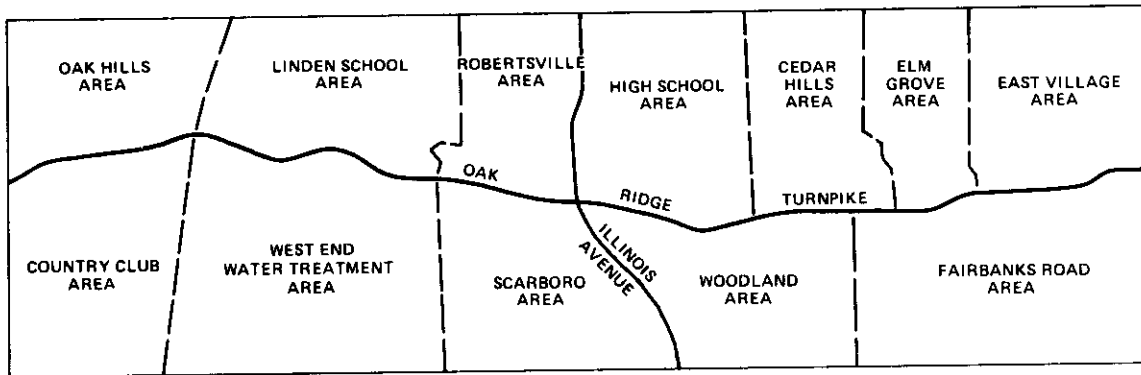 OAK HILLS
AREA
LINDEN SCHOOL
AREA
ROBERTSVILLE
AREA
HIGH SCHOOL
AREA
CEDAR
HILLS
AREA
ELM
GROVE
AREA
EAST VILLAGE
AREA
OAK
RIDGE
TURNPIKE
COUNTRY CLUB
AREA
WEST END
WATER TREATMENT
AREA
SCARBORO
AREA
ILLINOIS
AVENUE
WOODLAND
AREA
FAIRBANKS ROAD
AREA